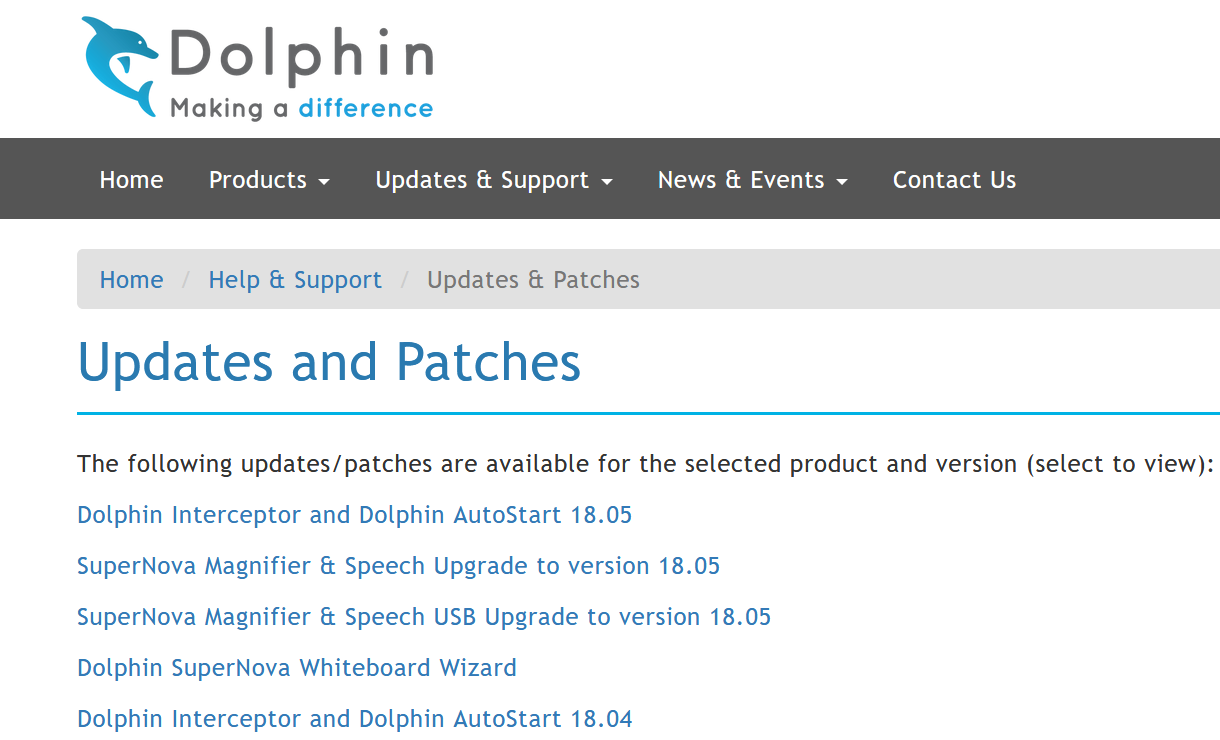 Dolphin
Making a difference
Home Products Updates & Support News & Events Contact Us
Home / Help & Support / Updates & Patches
Updates and Patches
The following updates/patches are available for the selected product and version (select to view):
Dolphin Interceptor and Dolphin AutoStart 18.05
SuperNova Magnifier & Speech Upgrade to version 18.05
SuperNova Magnifier & Speech USB Upgrade to version 18.05
Dolphin SuperNova Whiteboard Wizard
Dolphin Interceptor and Dolphin AutoStart 18.04